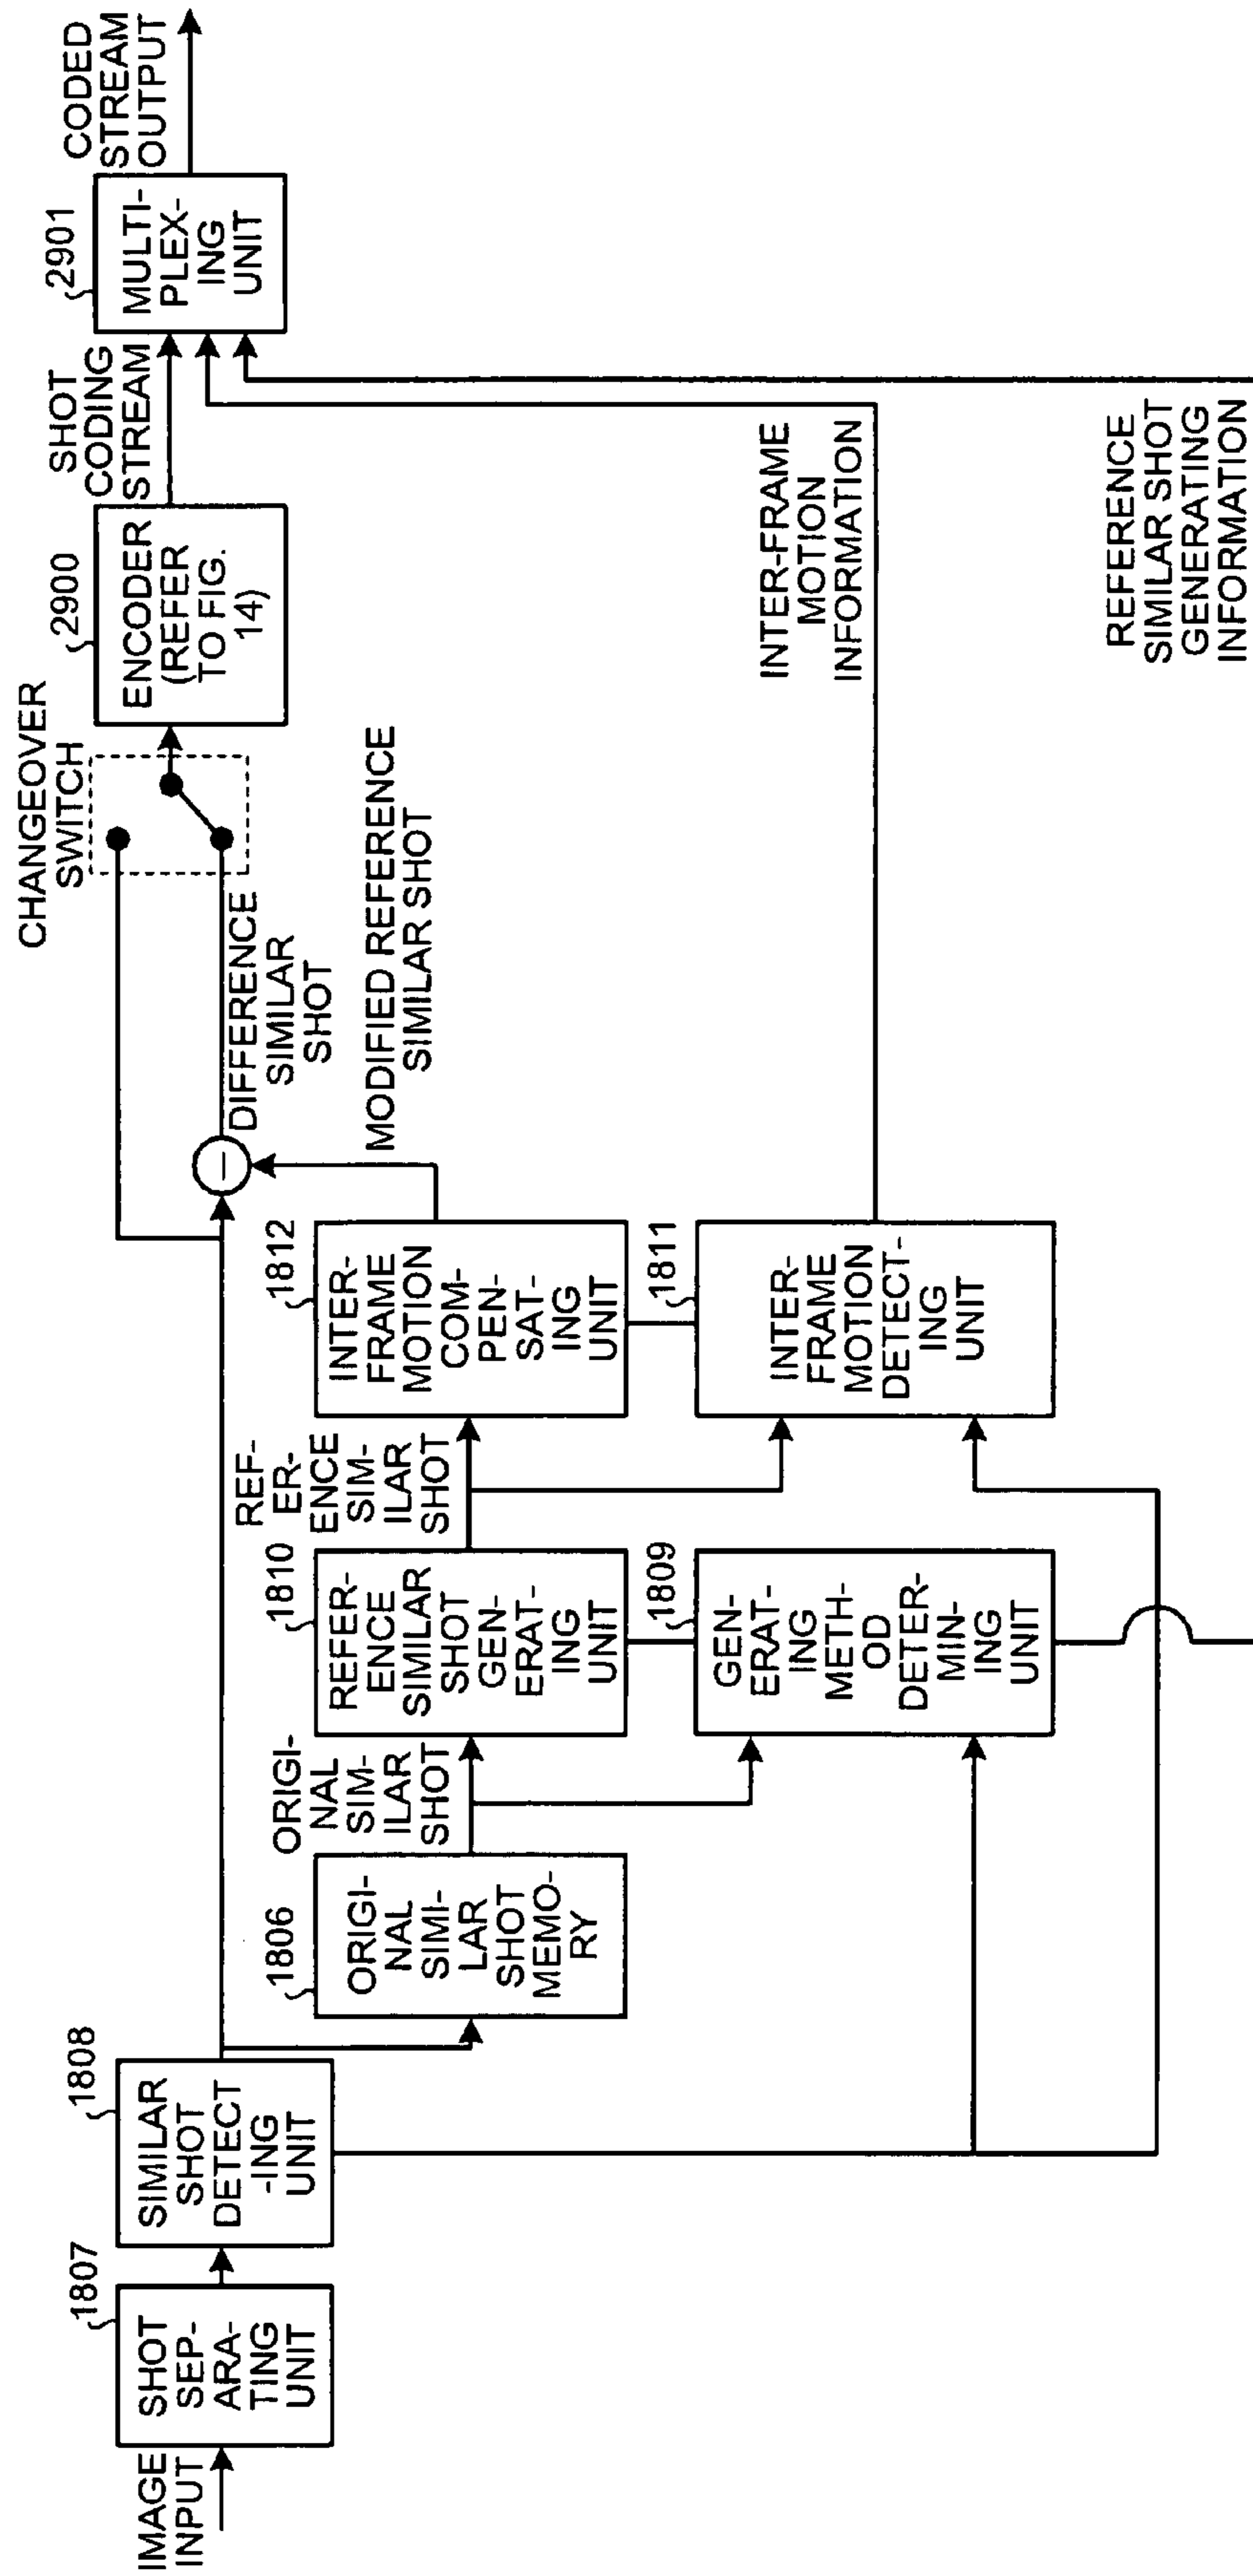 IMAGE
INPUT
1807
SHOT
SEP-
ARA-
TING
UNIT
1808
SIMILAR
SHOT
DETECT
-ING
UNIT
1806
ORIGI-
NAL
SIMI-
LAR
SHOT
MEMO-
RY
ORIGI-
NAL
SIM-
ILAR
SHOT
1810
REFER-
ENCE
SIMILAR
SHOT
GEN-
ERAT-
ING
UNIT
1809
GEN-
ERAT-
ING
METH-
OD
DETER-
MIN-
ING
UNIT
REF-
ER-
ENCE
SIM-
ILAR
SHOT
1812
INTER-
FRAME
MOTION
COM-
PEN-
SAT-
ING
UNIT
1811
INTER-
FRAME
MOTION
DETECT-
ING
UNIT
–
DIFFERENCE
SIMILAR
SHOT
MODIFIED REFERENCE
SIMILAR SHOT
CHANGEOVER
SWITCH
2900
ENCODER
(REFER
TO FIG.
14)
SHOT
CODING
STREAM
INTER-FRAME
MOTION
INFORMATION
REFERENCE
SIMILAR SHOT
GENERATING
INFORMATION
2901
MULTI-
PLEX-
ING
UNIT
CODED
STREAM
OUTPUT